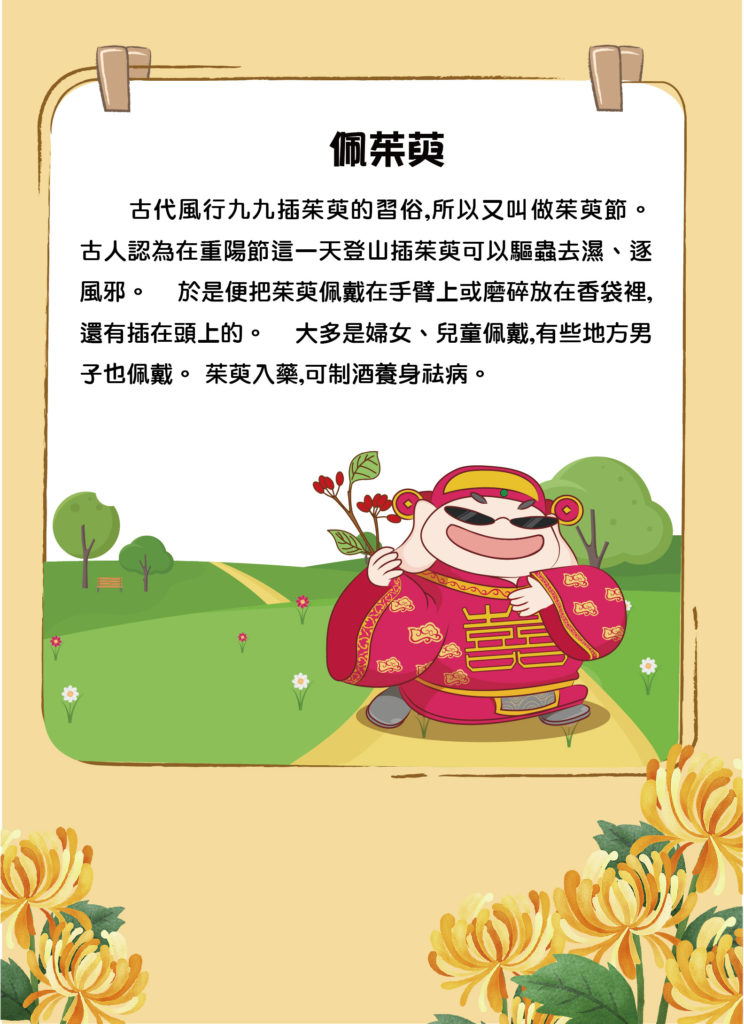 佩茱萸
古代風行九九插茱萸的習俗,所以又叫做茱萸節。
古人認為在重陽節這一天登山插茱萸可以驅蟲去濕、逐
風邪。 於是便把茱萸佩戴在手臂上或磨碎放在香袋裡,
還有插在頭上的。 大多是婦女、兒童佩戴,有些地方男
子也佩戴。 茱萸入藥,可制酒養身祛病。
囍